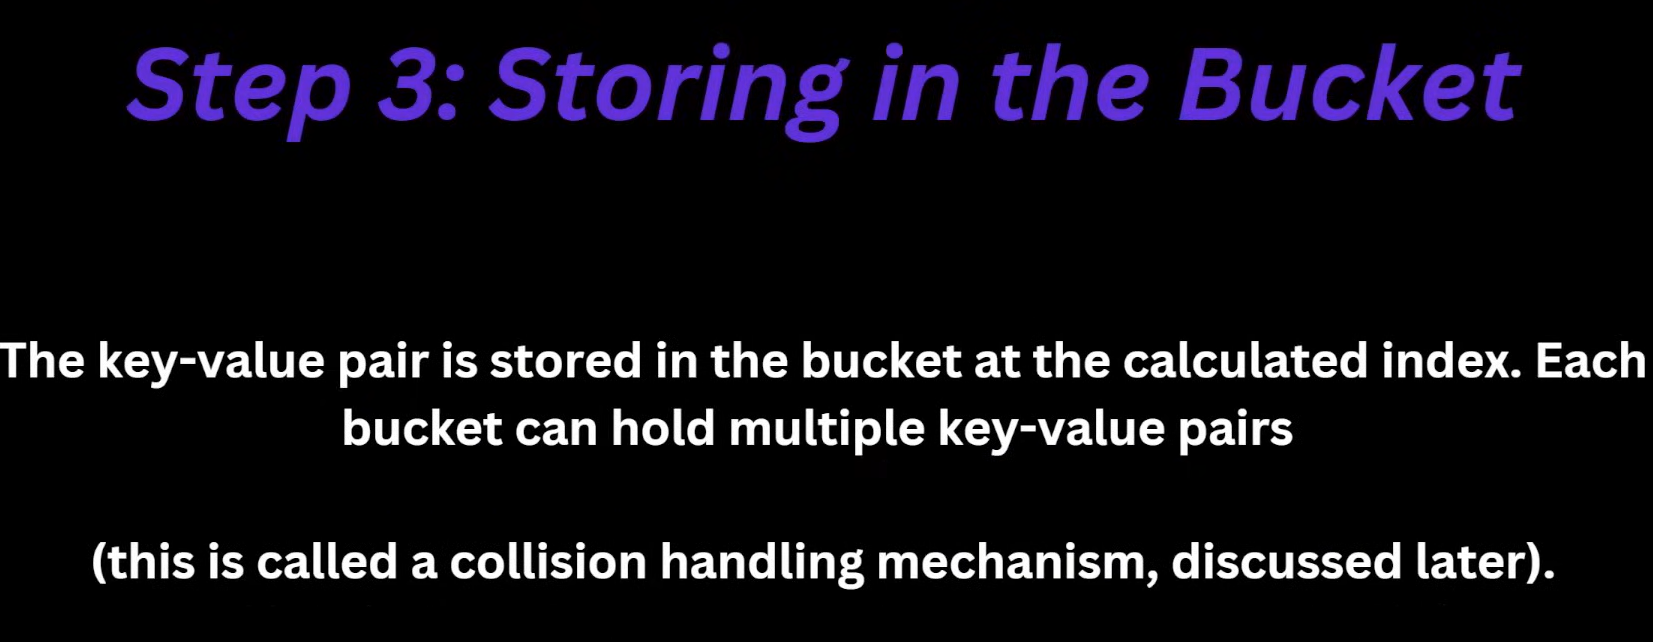 Step 3: Storing in the Bucket
The key-value pair is stored in the bucket at the calculated index. Each
bucket can hold multiple key-value pairs
(this is called a collision handling mechanism, discussed later).